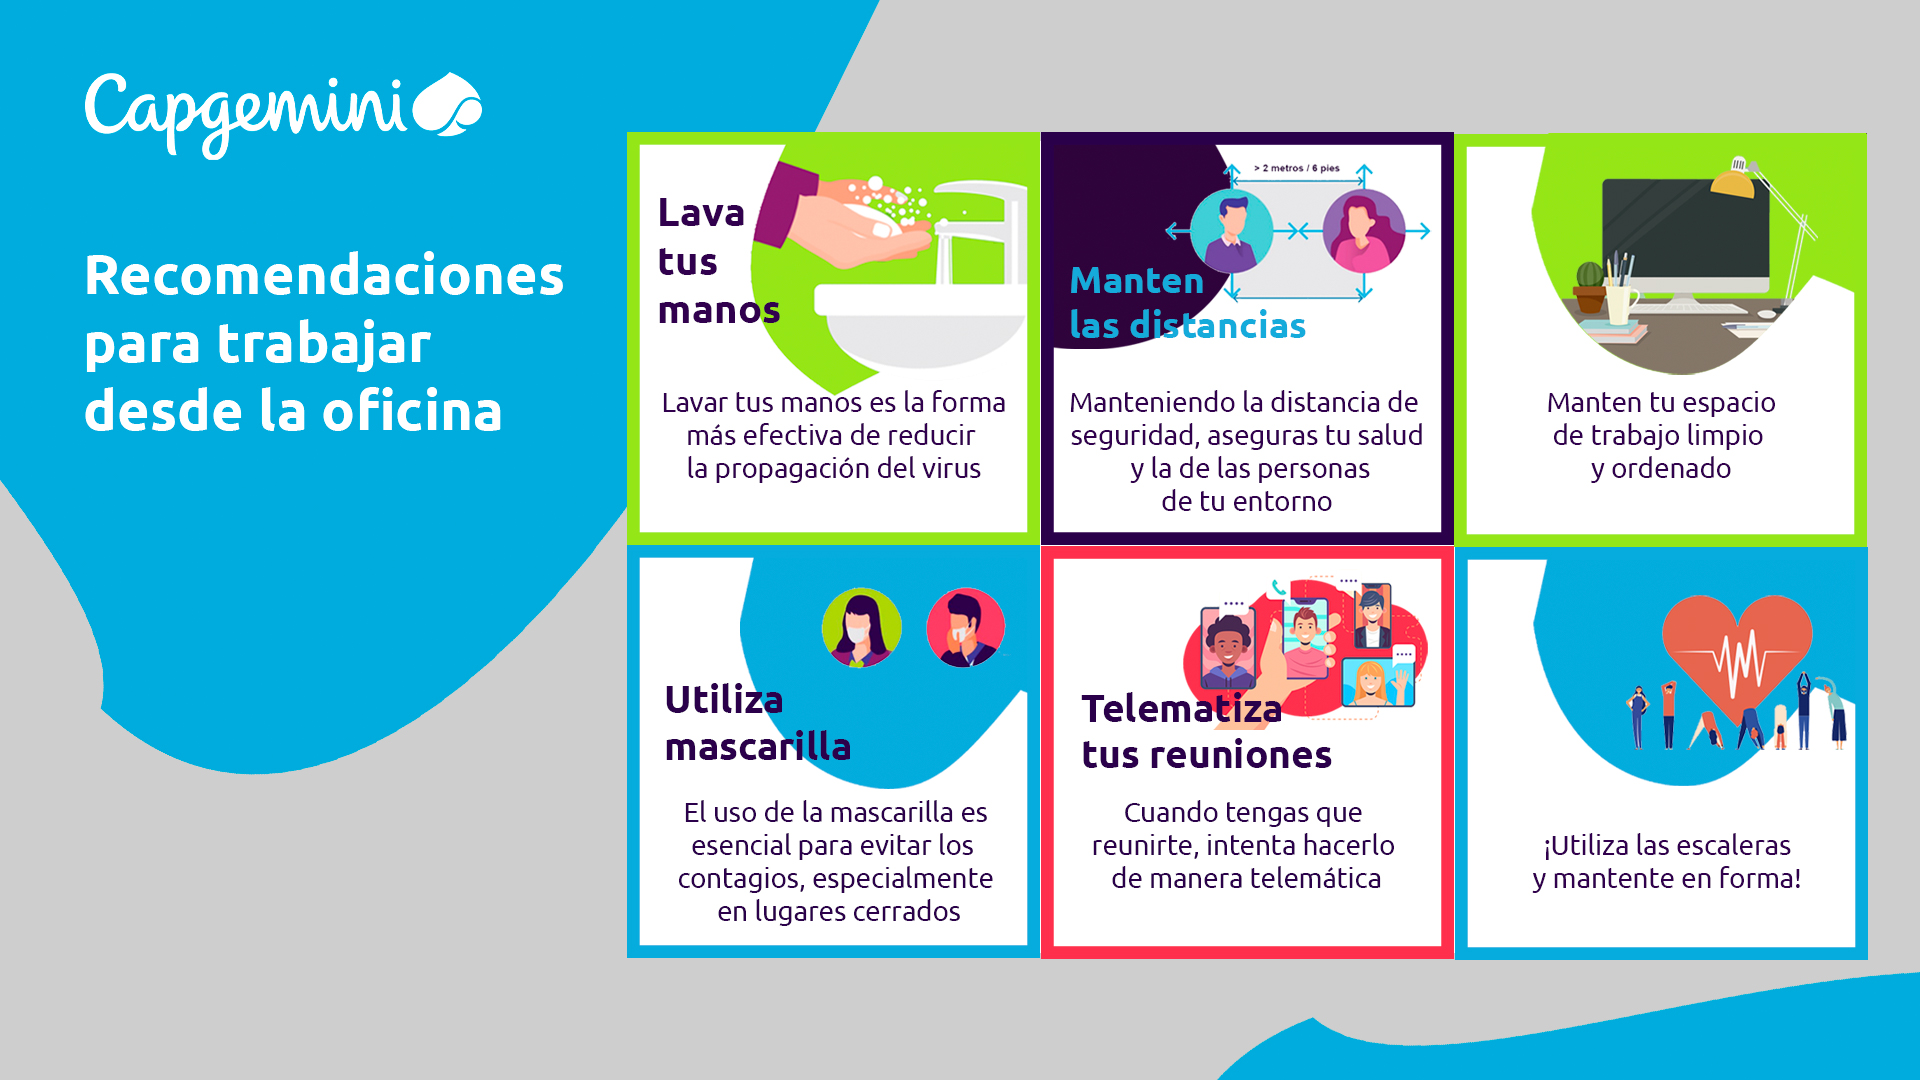 Capgemini
Recomendaciones
para trabajar
desde la oficina
Lava
tus
manos
Lavar tus manos es la forma
más efectiva de reducir
la propagación del virus
> 2 metros / 6 pies
Manten
las distancias
Manteniendo la distancia de
seguridad, aseguras tu salud
y la de las personas
de tu entorno
Manten tu espacio
de trabajo limpio
y ordenado
Utiliza
mascarilla
El uso de la mascarilla es
esencial para evitar los
contagios, especialmente
en lugares cerrados
Telematiza
tus reuniones
Cuando tengas que
reunirte, intenta hacerlo
de manera telemática
¡Utiliza las escaleras
y mantente en forma!